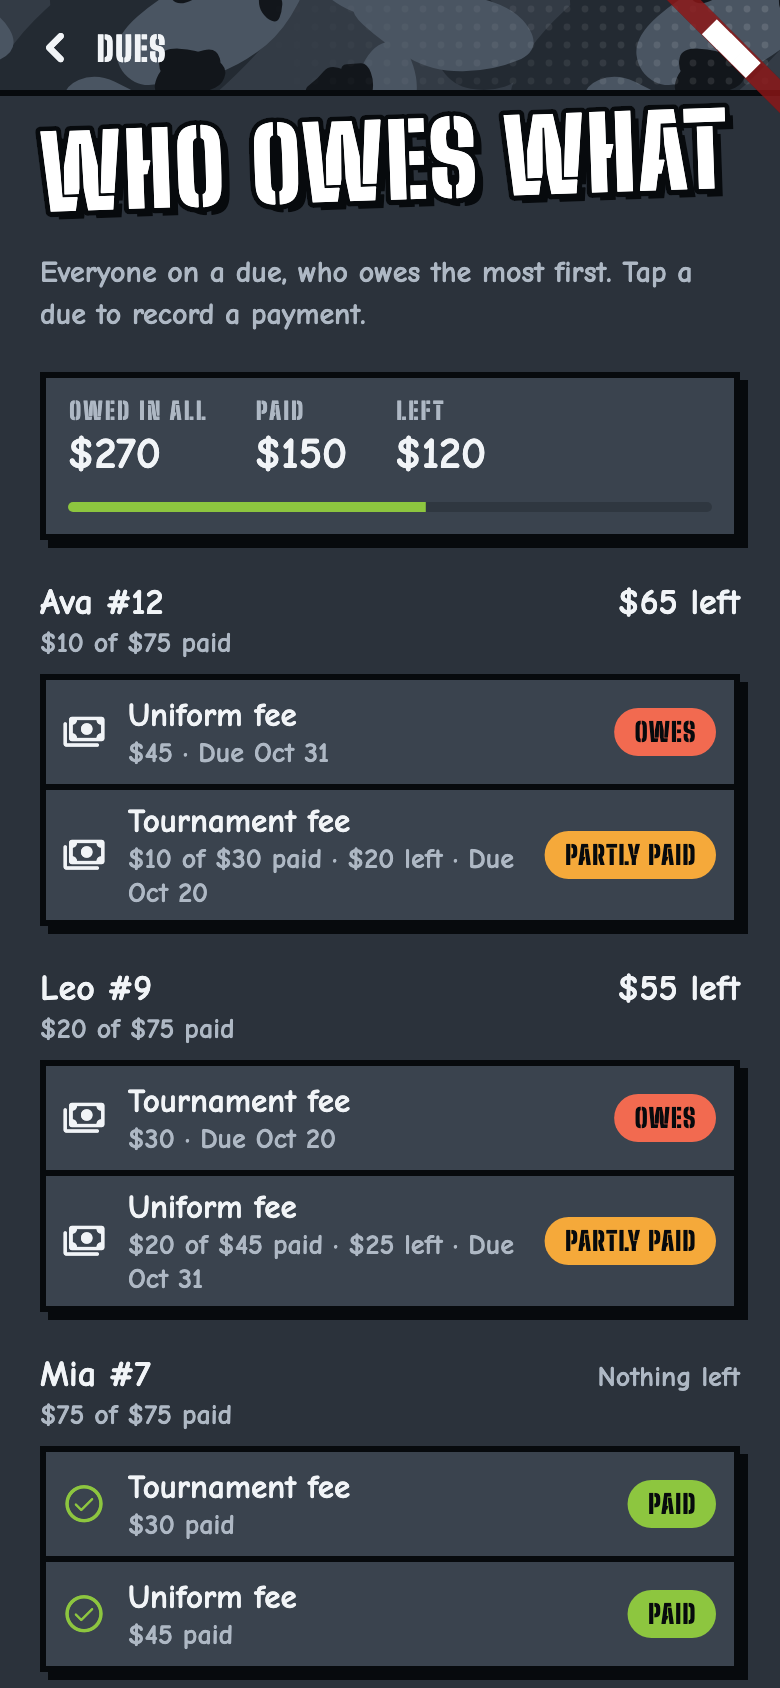 DUES
WHO OWES WHAT
Everyone on a due, who owes the most first. Tap a
due to record a payment.
OWED IN ALL PAID LEFT
$270 $150 $120
Ava #12 $65 left
$10 of $75 paid
Uniform fee
$45 · Due Oct 31
OWES
Tournament fee
$10 of $30 paid · $20 left · Due
Oct 20
PARTLY PAID
Leo #9 $55 left
$20 of $75 paid
Tournament fee
$30 · Due Oct 20
OWES
Uniform fee
$20 of $45 paid · $25 left · Due
Oct 31
PARTLY PAID
Mia #7 Nothing left
$75 of $75 paid
Tournament fee
$30 paid
PAID
Uniform fee
$45 paid
PAID